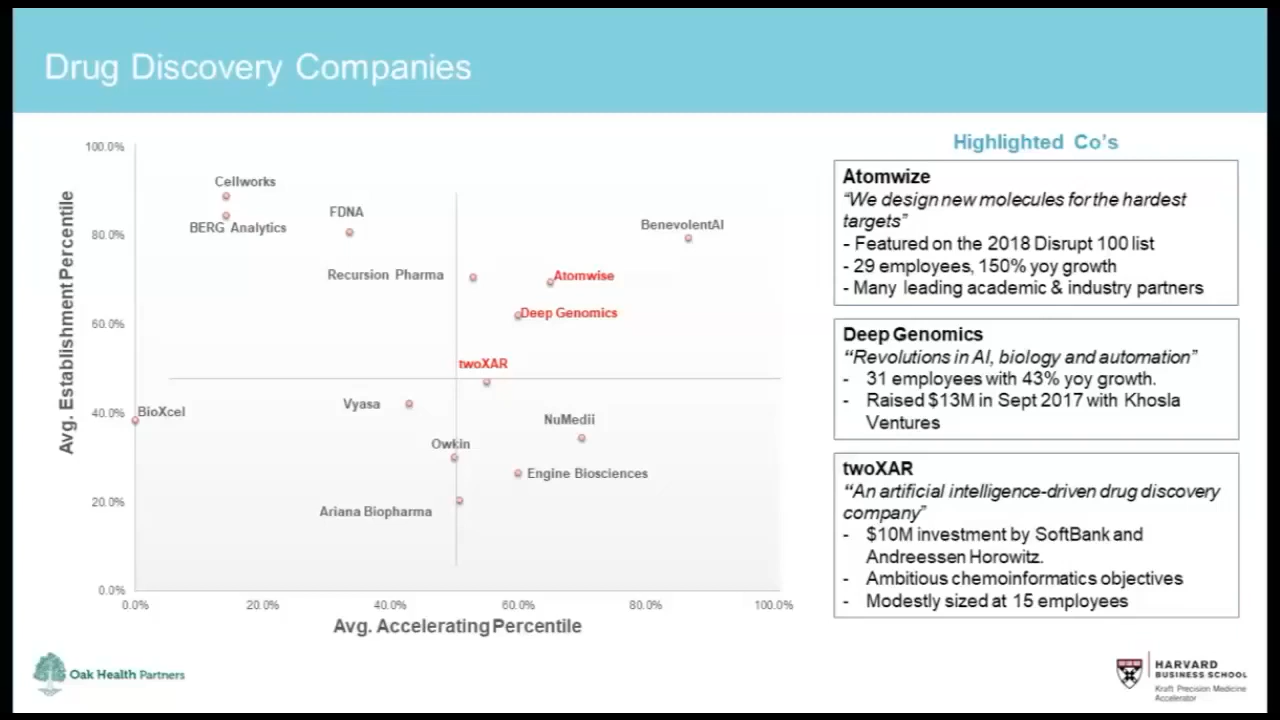 Drug Discovery Companies
Avg. Establishment Percentile
100.0%
80.0%
60.0%
40.0%
20.0%
0.0%
0.0%
20.0%
40.0%
60.0%
80.0%
100.0%
Avg. Accelerating Percentile
Cellworks
BERG Analytics
FDNA
BenevolentAI
Recursion Pharma
Atomwise
Deep Genomics
twoXAR
BioXcel
Vyasa
NuMedii
Owkin
Engine Biosciences
Ariana Biopharma
Highlighted Co's
Atomwize
“We design new molecules for the hardest
targets”
- Featured on the 2018 Disrupt 100 list
- 29 employees, 150% yoy growth
- Many leading academic & industry partners
Deep Genomics
“Revolutions in AI, biology and automation”
- 31 employees with 43% yoy growth.
- Raised $13M in Sept 2017 with Khosla
Ventures
twoXAR
“An artificial intelligence-driven drug discovery
company”
- $10M investment by SoftBank and
Andreessen Horowitz.
- Ambitious chemoinformatics objectives
- Modestly sized at 15 employees
Oak Health Partners
HARVARD
BUSINESS SCHOOL
Kraft Precision Medicine
Accelerator